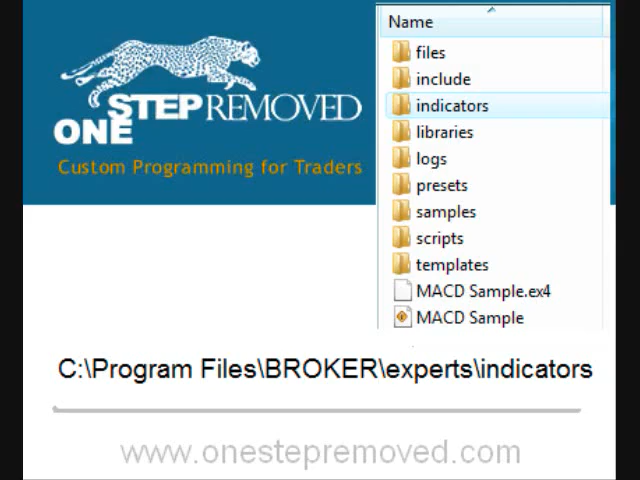 ONE STEP REMOVED
Custom Programming for Traders
Name
files
include
indicators
libraries
logs
presets
samples
scripts
templates
MACD Sample.ex4
MACD Sample
C:\Program Files\BROKER\experts\indicators
www.onestepremoved.com